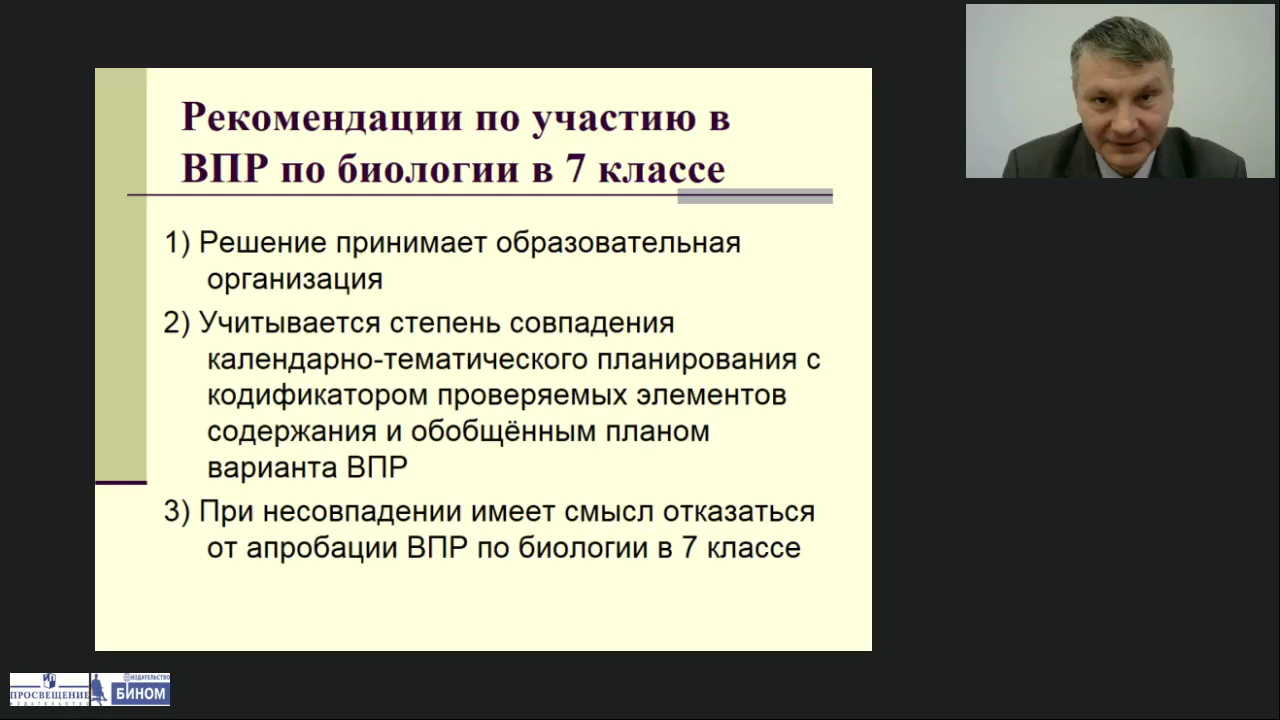 Рекомендации по участию в
ВПР по биологии в 7 классе
1) Решение принимает образовательная
организация
2) Учитывается степень совпадения
календарно-тематического планирования с
кодификатором проверяемых элементов
содержания и обобщённым планом
варианта ВПР
3) При несовпадении имеет смысл отказаться
от апробации ВПР по биологии в 7 классе
ПРОСВЕЩЕНИЕ
ИЗДАТЕЛЬСТВО
ИЗДАТЕЛЬСТВО
БИНОМ